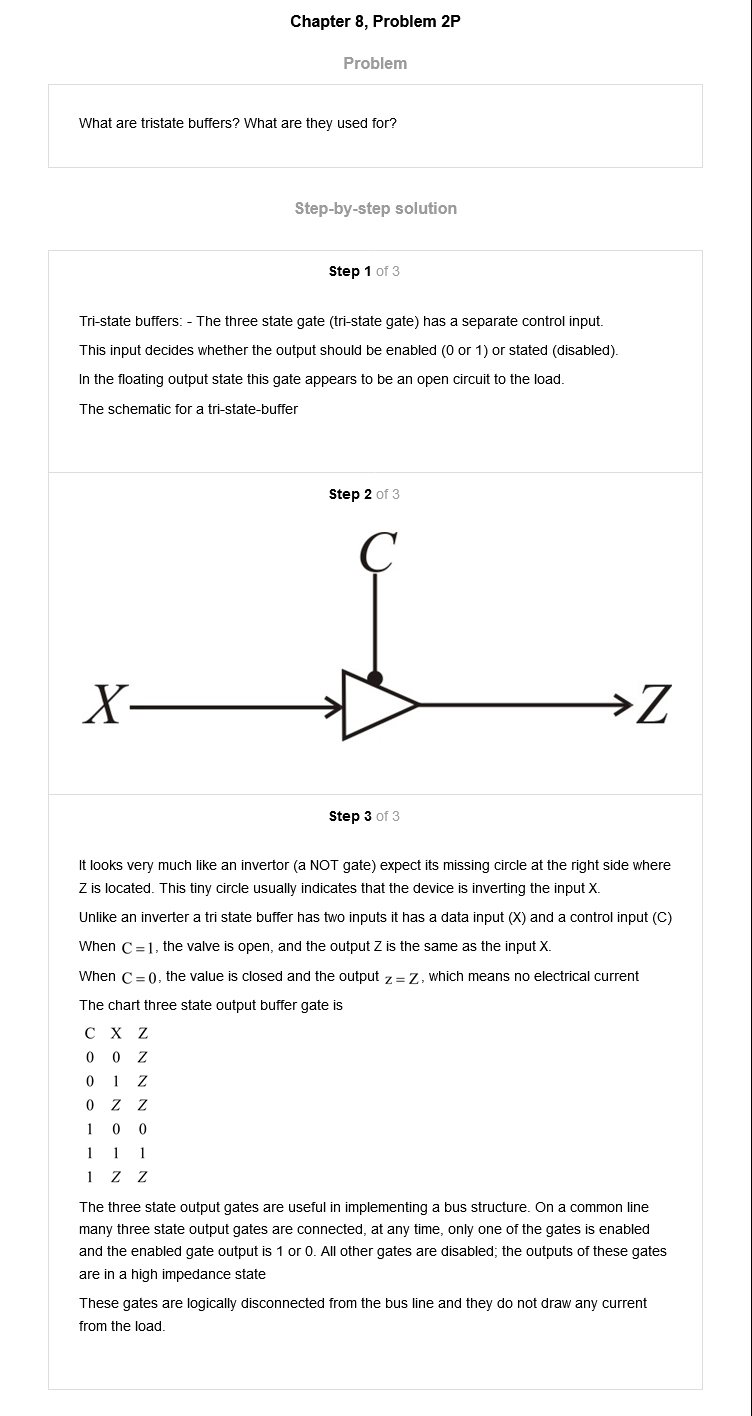 Chapter 8, Problem 2P
Problem
What are tristate buffers? What are they used for?
Step-by-step solution
Step 1 of 3
Tri-state buffers: - The three state gate (tri-state gate) has a separate control input.
This input decides whether the output should be enabled (0 or 1) or stated (disabled).
In the floating output state this gate appears to be an open circuit to the load.
The schematic for a tri-state-buffer
Step 2 of 3
C
X
Z
Step 3 of 3
It looks very much like an invertor (a NOT gate) expect its missing circle at the right side where
Z is located. This tiny circle usually indicates that the device is inverting the input X.
Unlike an inverter a tri state buffer has two inputs it has a data input (X) and a control input (C)
When C = 1, the valve is open, and the output Z is the same as the input X.
When C = 0, the value is closed and the output z = Z, which means no electrical current
The chart three state output buffer gate is
C X Z
0 0 Z
0 1 Z
0 Z Z
1 0 0
1 1 1
1 Z Z
The three state output gates are useful in implementing a bus structure. On a common line
many three state output gates are connected, at any time, only one of the gates is enabled
and the enabled gate output is 1 or 0. All other gates are disabled; the outputs of these gates
are in a high impedance state
These gates are logically disconnected from the bus line and they do not draw any current
from the load.